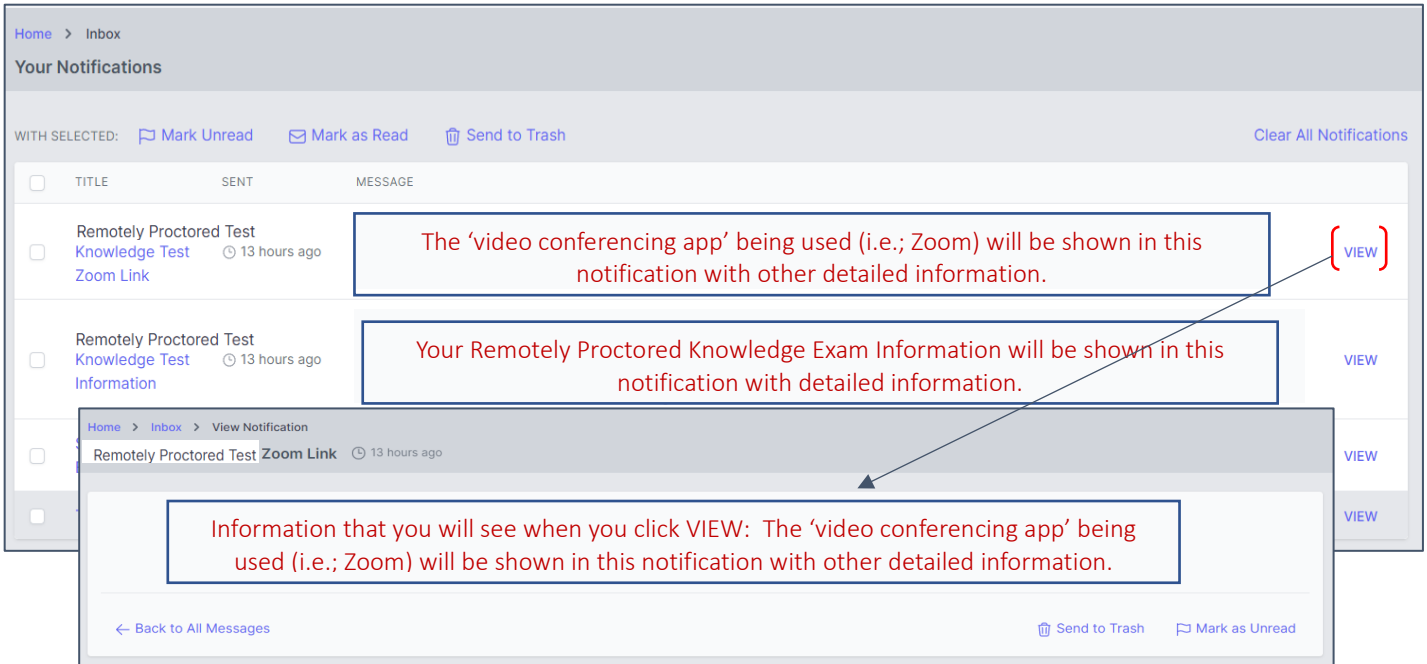 Home > Inbox
Your Notifications
WITH SELECTED: Mark Unread Mark as Read Send to Trash Clear All Notifications
TITLE SENT MESSAGE
Remotely Proctored Test
Knowledge Test
Zoom Link
13 hours ago
The ‘video conferencing app’ being used (i.e.; Zoom) will be shown in this
notification with other detailed information.
VIEW
Remotely Proctored Test
Knowledge Test
Information
13 hours ago
Your Remotely Proctored Knowledge Exam Information will be shown in this
notification with detailed information.
VIEW
VIEW
VIEW
Home > Inbox > View Notification
Remotely Proctored Test Zoom Link 13 hours ago
Information that you will see when you click VIEW: The ‘video conferencing app’ being
used (i.e.; Zoom) will be shown in this notification with other detailed information.
← Back to All Messages Send to Trash Mark as Unread